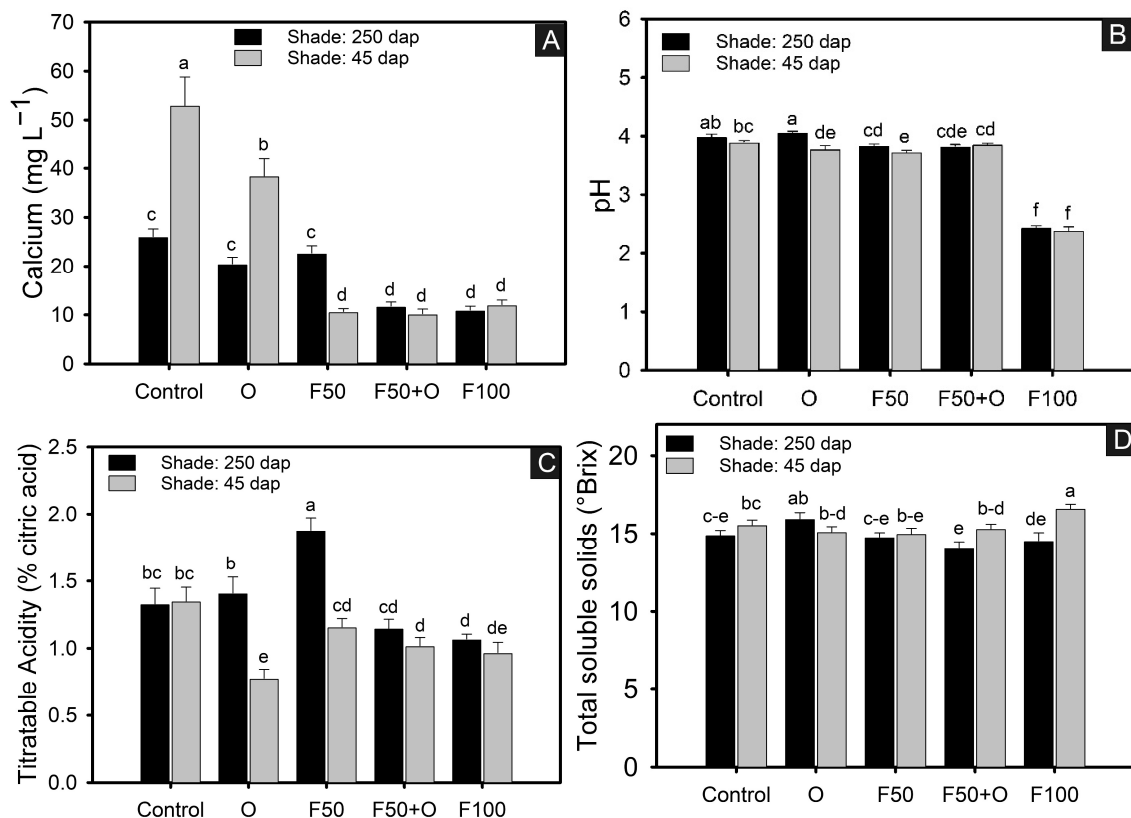 A
Shade: 250 dap
Shade: 45 dap
Calcium (mg L⁻¹)
70
60
50
40
30
20
10
0
c a c b c d d d d d
Control O F50 F50+O F100
B
Shade: 250 dap
Shade: 45 dap
pH
6
5
4
3
2
1
0
ab bc a de cd e cde cd f f
Control O F50 F50+O F100
C
Shade: 250 dap
Shade: 45 dap
Titratable Acidity (% citric acid)
2.5
2.0
1.5
1.0
0.5
0.0
bc bc b e a cd cd d d de
Control O F50 F50+O F100
D
Shade: 250 dap
Shade: 45 dap
Total soluble solids (°Brix)
20
15
10
5
0
c-e bc ab b-d c-e b-e e b-d de a
Control O F50 F50+O F100